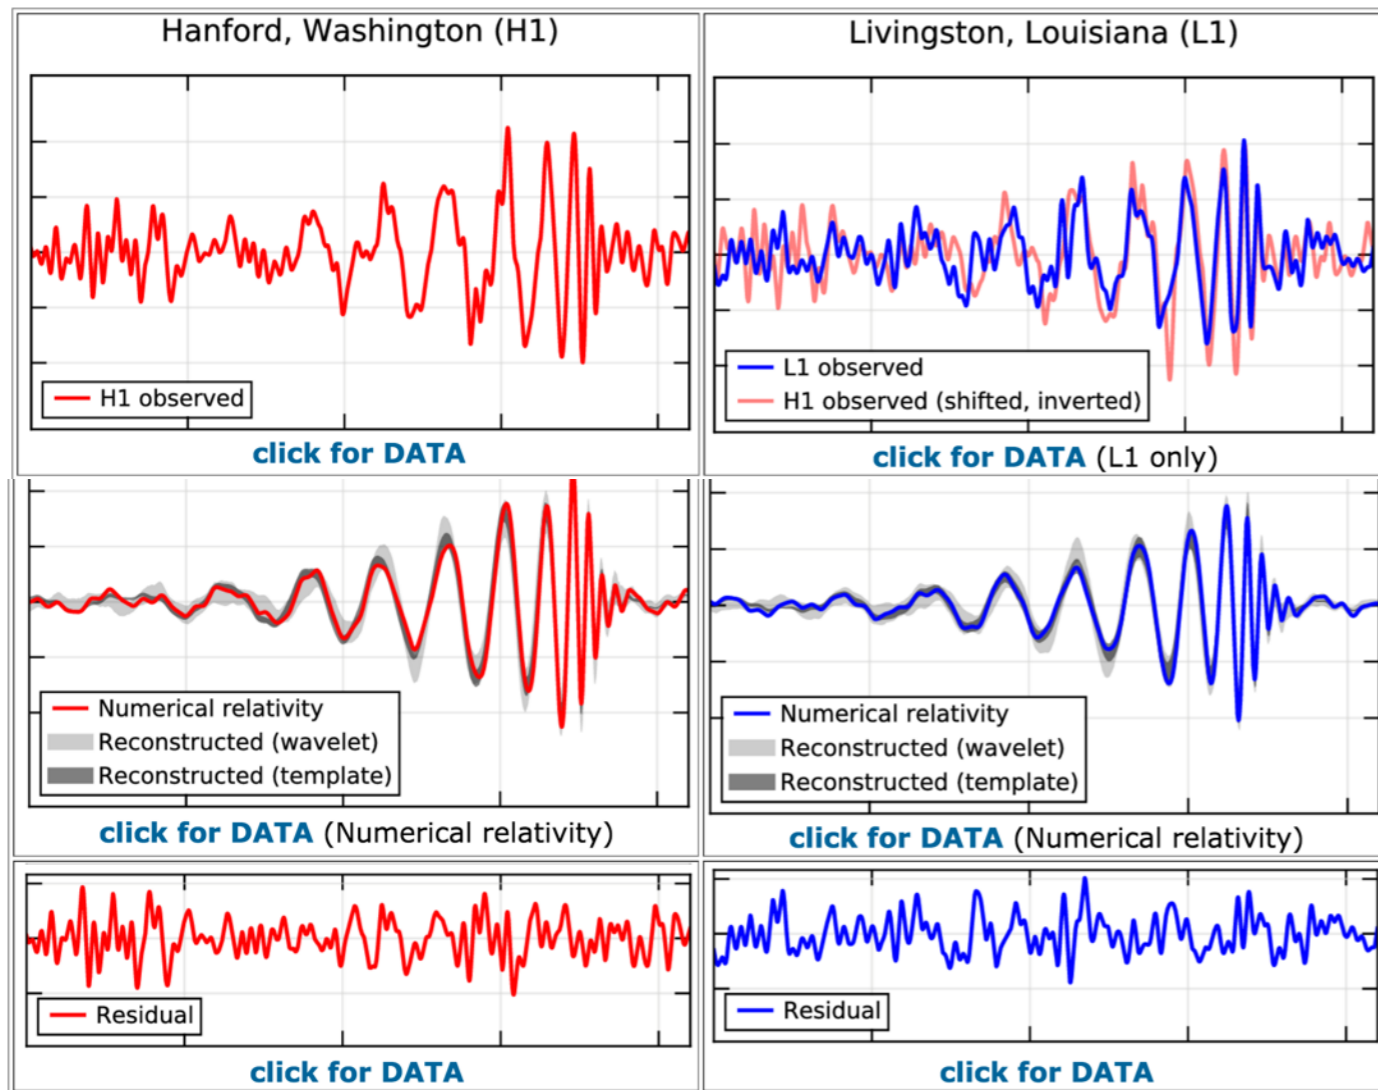 Hanford, Washington (H1)
H1 observed
click for DATA
Livingston, Louisiana (L1)
L1 observed
H1 observed (shifted, inverted)
click for DATA (L1 only)
Numerical relativity
Reconstructed (wavelet)
Reconstructed (template)
click for DATA (Numerical relativity)
Numerical relativity
Reconstructed (wavelet)
Reconstructed (template)
click for DATA (Numerical relativity)
Residual
click for DATA
Residual
click for DATA